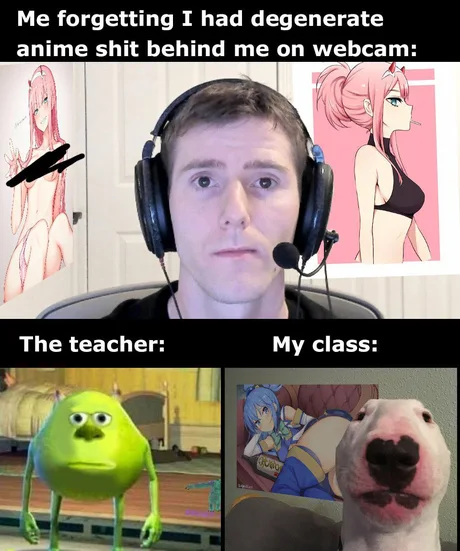 Me forgetting I had degenerate
anime shit behind me on webcam:
The teacher:
My class: